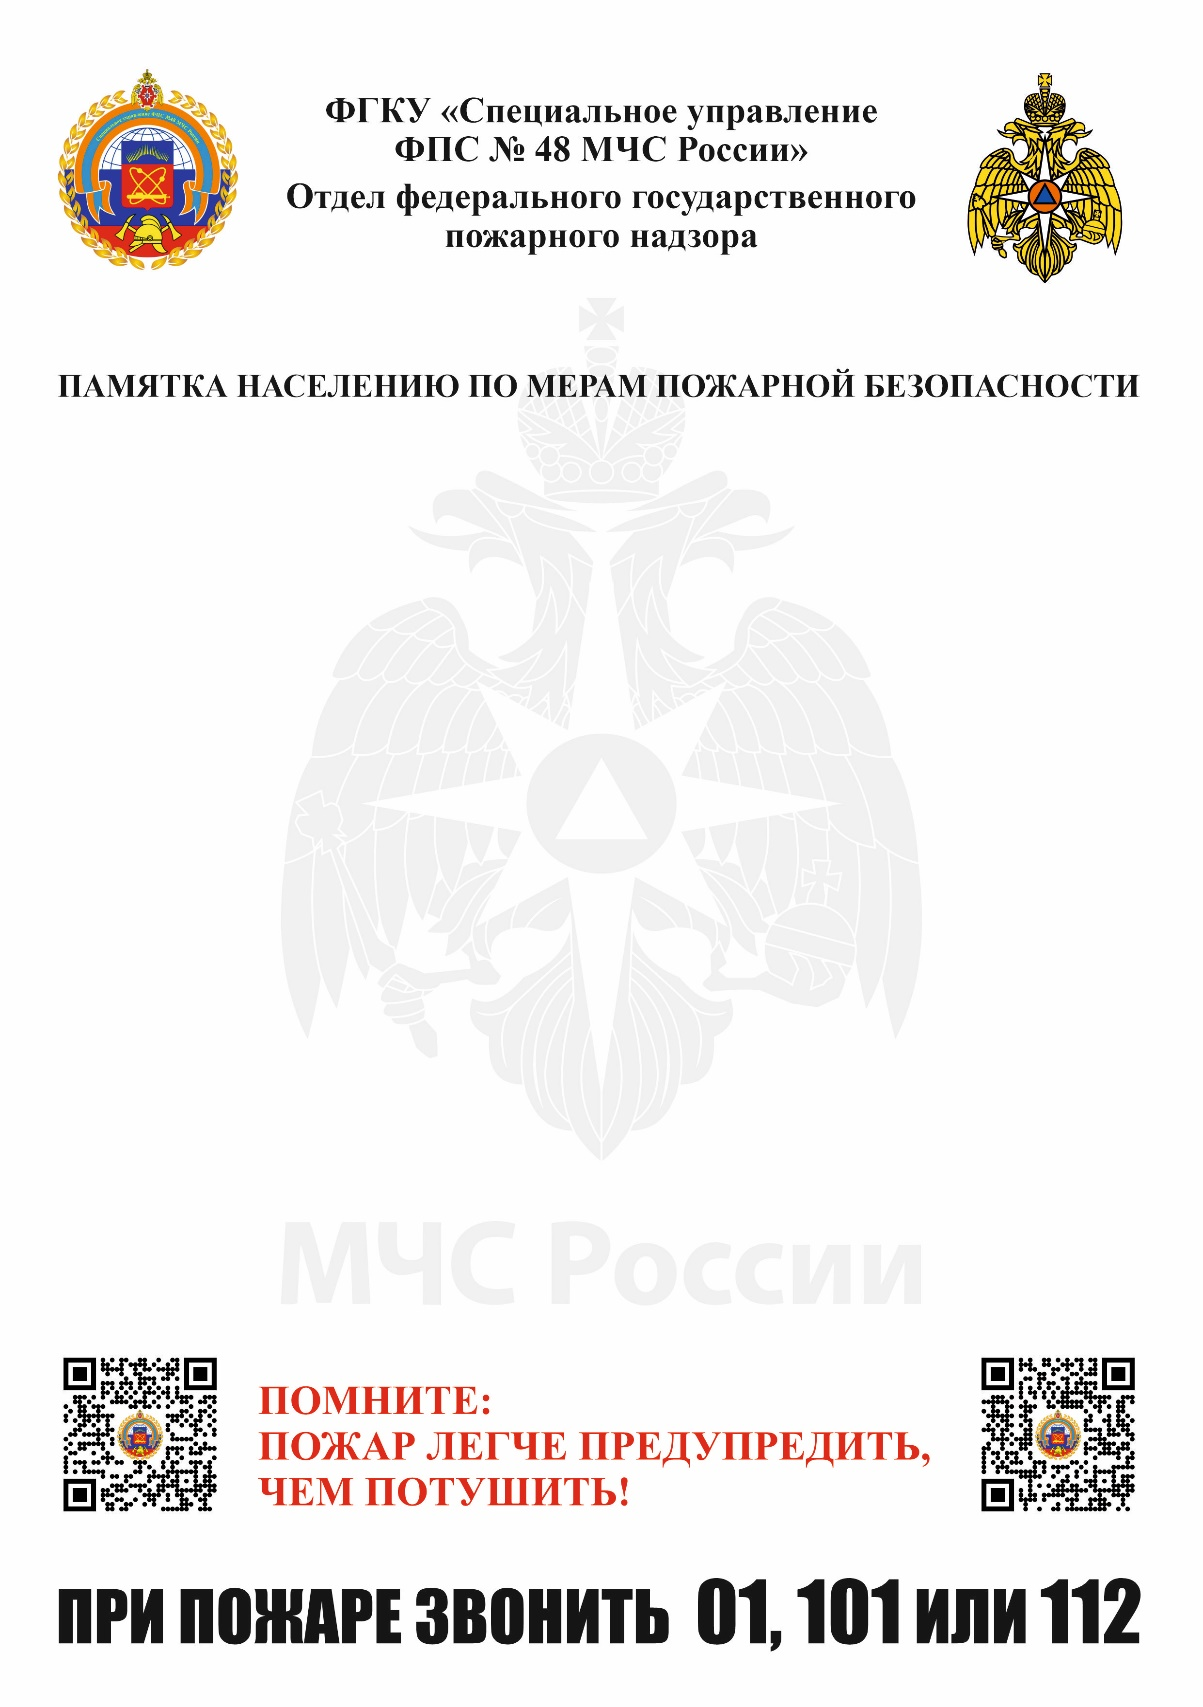 ФГКУ «Специальное управление
ФПС № 48 МЧС России»
Отдел федерального государственного
пожарного надзора
ПАМЯТКА НАСЕЛЕНИЮ ПО МЕРАМ ПОЖАРНОЙ БЕЗОПАСНОСТИ
МЧС России
ПОМНИТЕ:
ПОЖАР ЛЕГЧЕ ПРЕДУПРЕДИТЬ,
ЧЕМ ПОТУШИТЬ!
ПРИ ПОЖАРЕ ЗВОНИТЬ 01, 101 ИЛИ 112